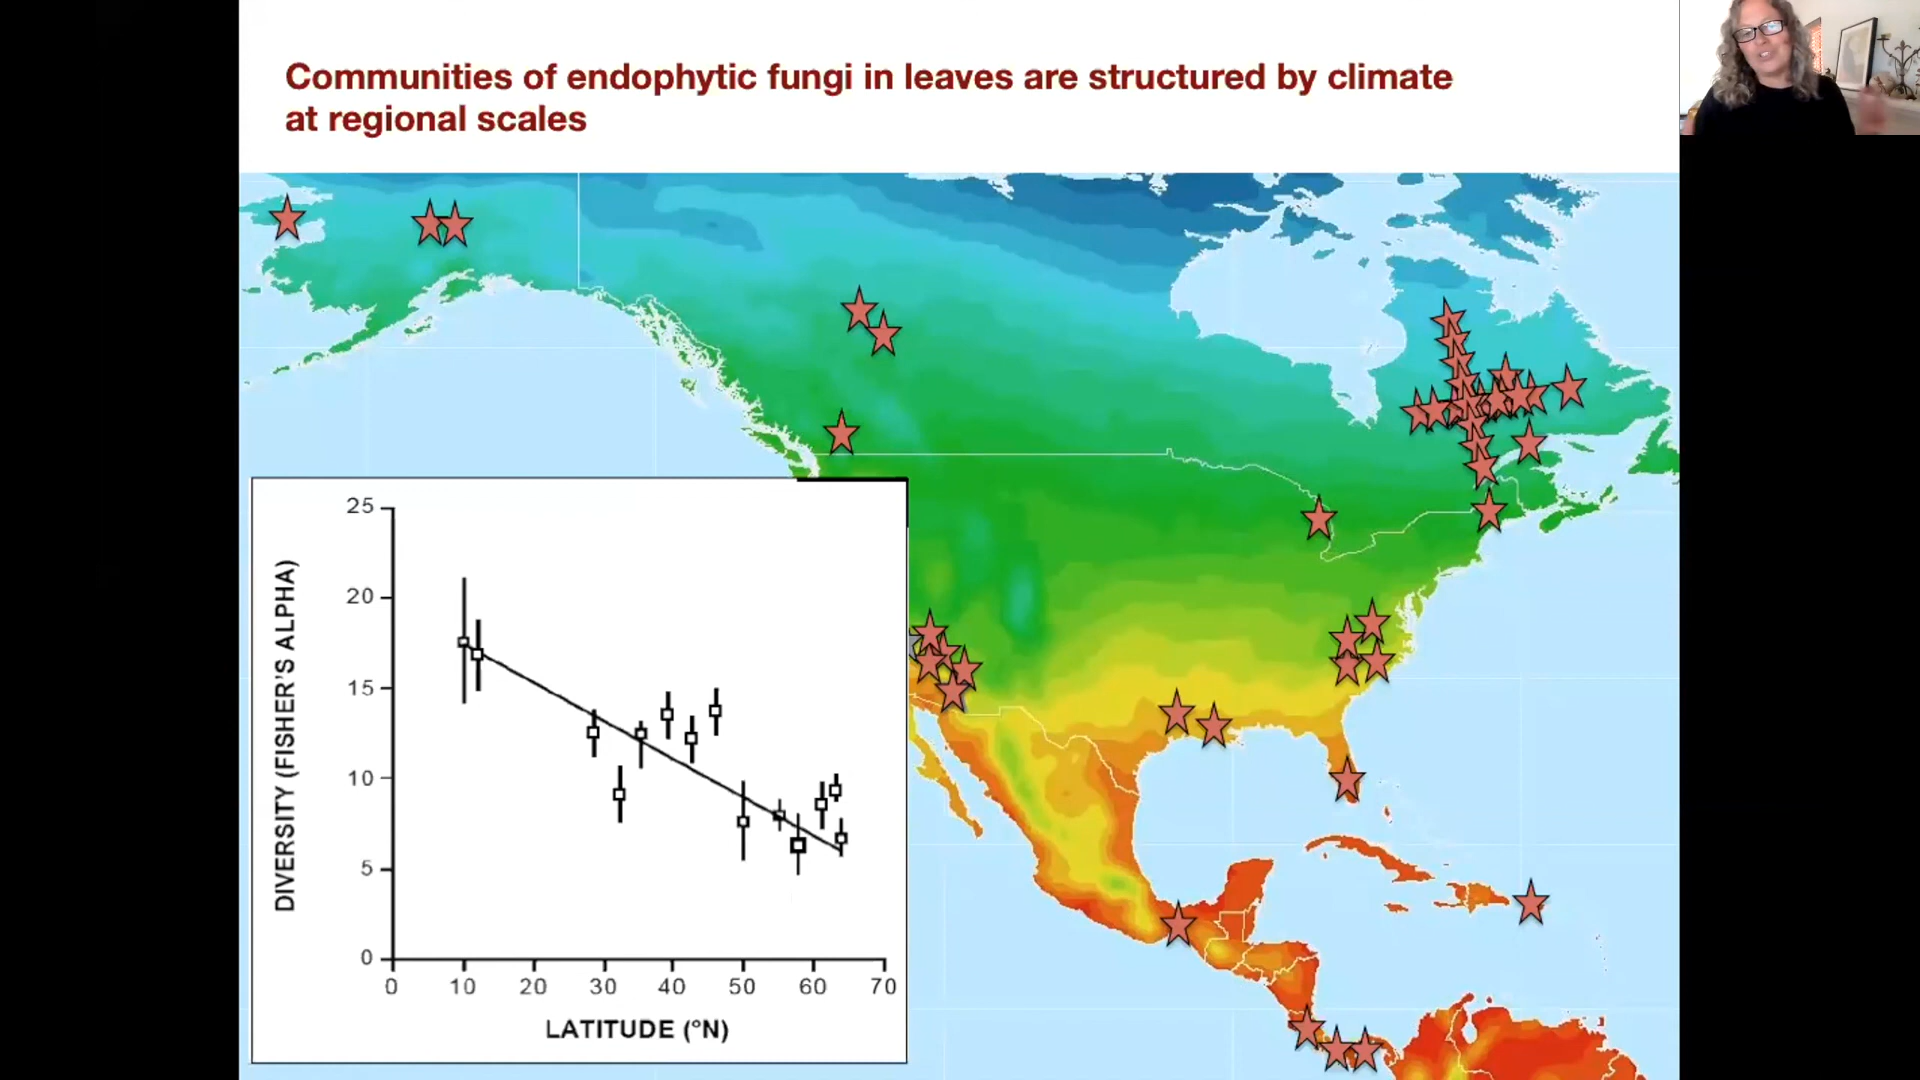 Communities of endophytic fungi in leaves are structured by climate
at regional scales
25
20
15
10
5
0
DIVERSITY (FISHER'S ALPHA)
0 10 20 30 40 50 60 70
LATITUDE (°N)